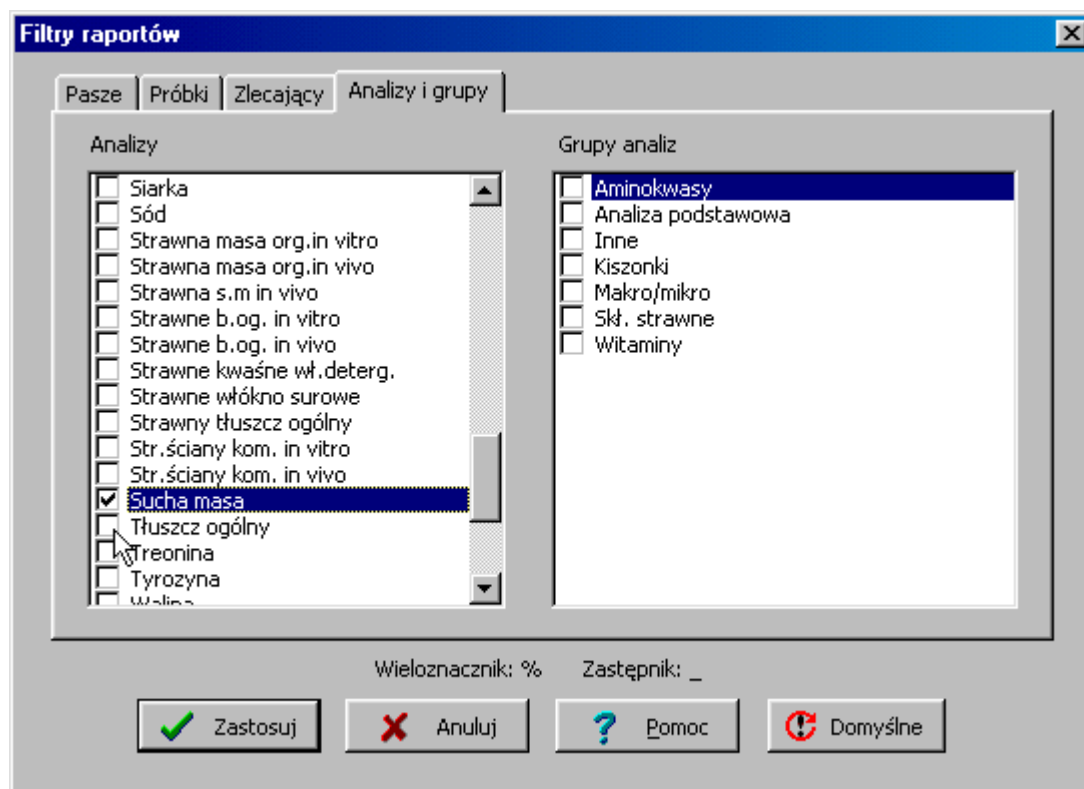 Filtry raportów
Pasze Próbki Zlecający Analizy i grupy
Analizy
Siarka
Sód
Strawna masa org.in vitro
Strawna masa org.in vivo
Strawna s.m in vivo
Strawne b.og. in vitro
Strawne b.og. in vivo
Strawne kwaśne wł.deterg.
Strawne włókno surowe
Strawny tłuszcz ogólny
Str.ściany kom. in vitro
Str.ściany kom. in vivo
Sucha masa
Tłuszcz ogólny
Treonina
Tyrozyna
Walina
Grupy analiz
Aminokwasy
Analiza podstawowa
Inne
Kiszonki
Makro/mikro
Skł. strawne
Witaminy
Wieloznacznik: % Zastępnik: _
Zastosuj Anuluj Pomoc Domyślne